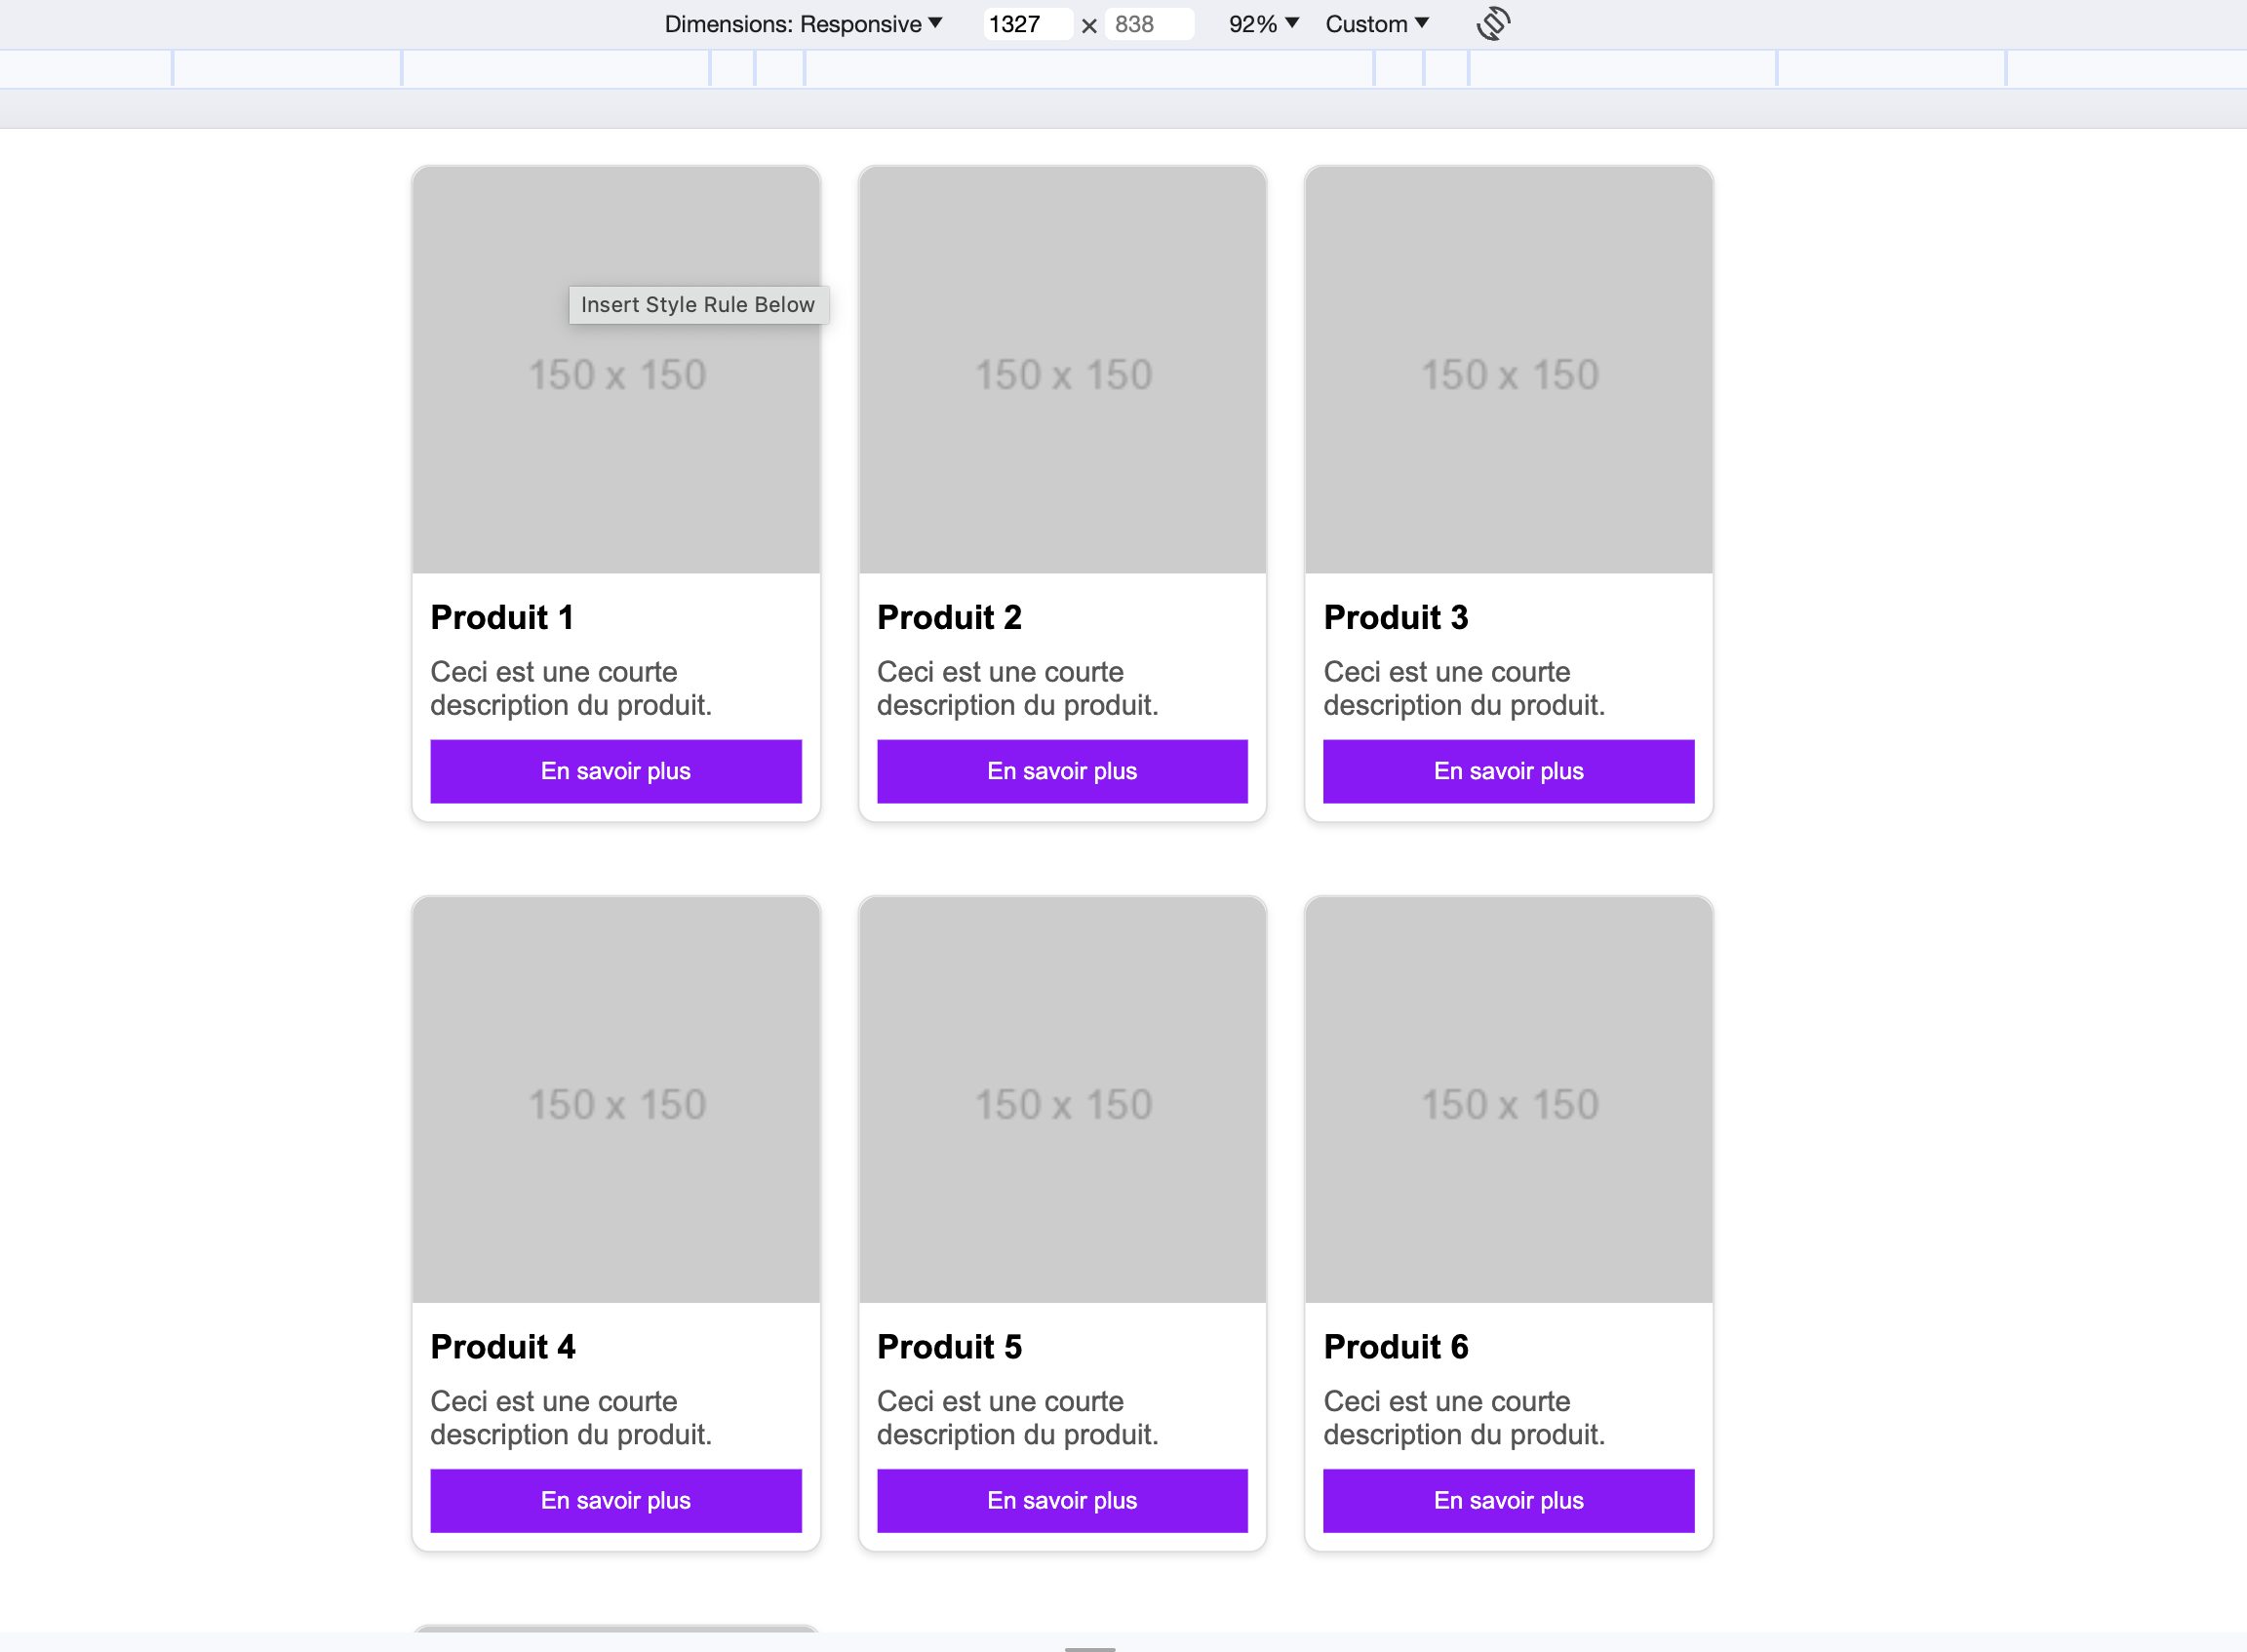 Dimensions: Responsive ▼ 1327 × 838 92% ▼ Custom ▼
Insert Style Rule Below
150 x 150 150 x 150 150 x 150
Produit 1 Produit 2 Produit 3
Ceci est une courte Ceci est une courte Ceci est une courte
description du produit. description du produit. description du produit.
En savoir plus En savoir plus En savoir plus
150 x 150 150 x 150 150 x 150
Produit 4 Produit 5 Produit 6
Ceci est une courte Ceci est une courte Ceci est une courte
description du produit. description du produit. description du produit.
En savoir plus En savoir plus En savoir plus